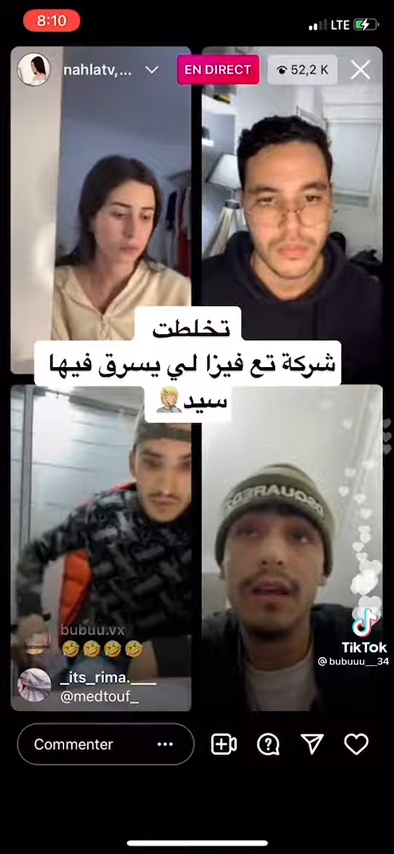 8:10
LTE
nahlatv,...
EN DIRECT
52,2 K
تخلطت
شركة تع فيزا لي يسرق فيها
سيد🤦🏼
DSQUARED2
bubuu.vx
🤣🤣🤣🤣
_its_rima.___
@medtouf_
TikTok
@bubuuu__34
Commenter